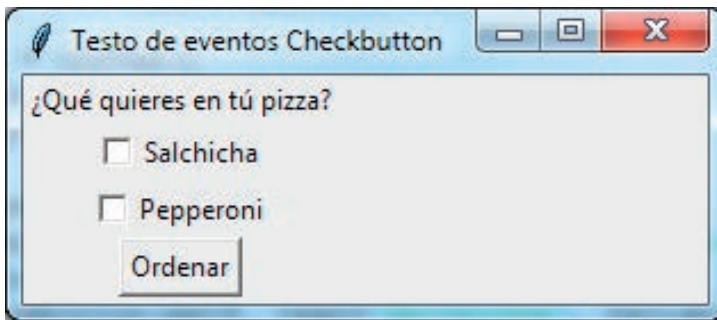 Testo de eventos Checkbutton
¿Qué quieres en tú pizza?
Salchicha
Pepperoni
Ordenar